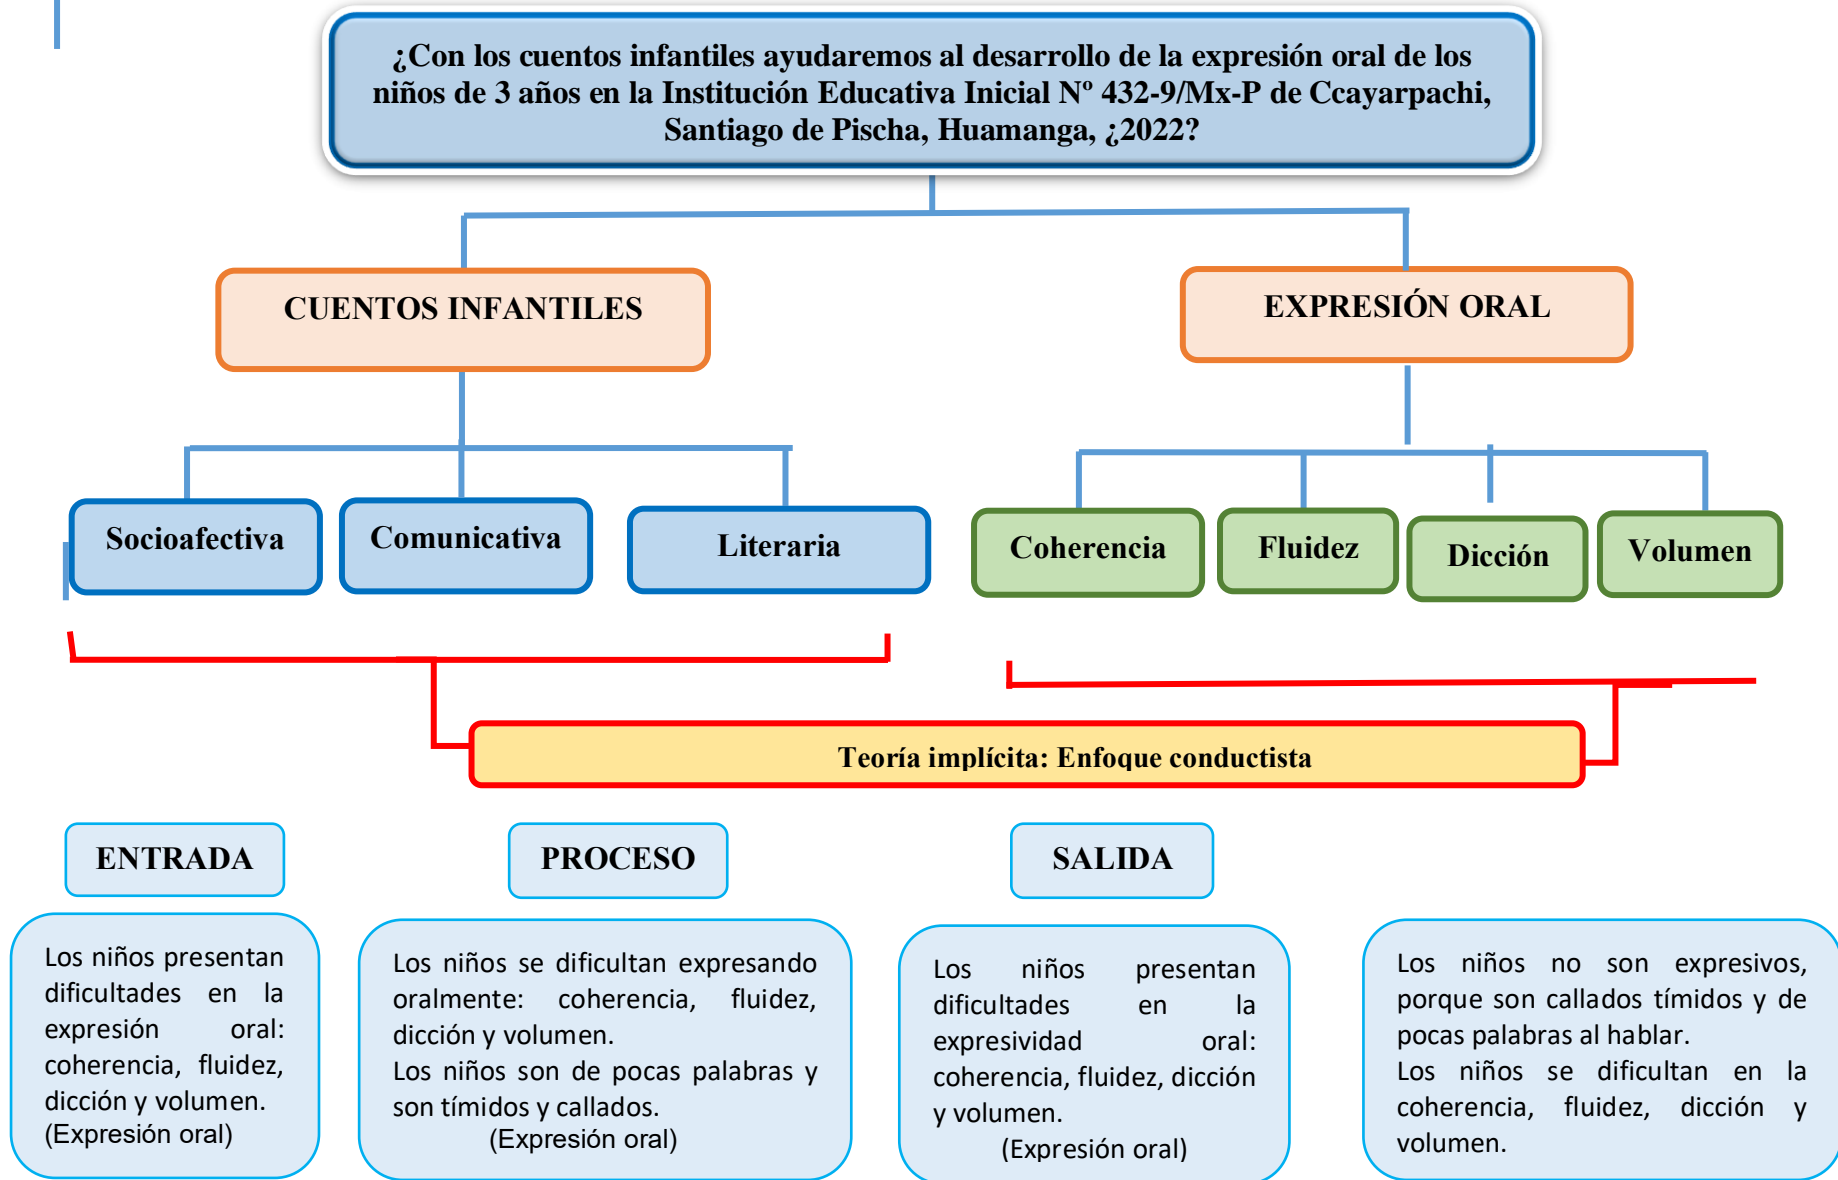 ¿Con los cuentos infantiles ayudaremos al desarrollo de la expresión oral de los
niños de 3 años en la Institución Educativa Inicial Nº 432-9/Mx-P de Ccayarpachi,
Santiago de Pischa, Huamanga, ¿2022?
CUENTOS INFANTILES
EXPRESIÓN ORAL
Socioafectiva
Comunicativa
Literaria
Coherencia
Fluidez
Dicción
Volumen
Teoría implícita: Enfoque conductista
ENTRADA
PROCESO
SALIDA
Los niños presentan
dificultades en la
expresión oral:
coherencia, fluidez,
dicción y volumen.
(Expresión oral)
Los niños se dificultan expresando
oralmente: coherencia, fluidez,
dicción y volumen.
Los niños son de pocas palabras y
son tímidos y callados.
(Expresión oral)
Los niños presentan
dificultades en la
expresividad oral:
coherencia, fluidez, dicción
y volumen.
(Expresión oral)
Los niños no son expresivos,
porque son callados tímidos y de
pocas palabras al hablar.
Los niños se dificultan en la
coherencia, fluidez, dicción y
volumen.